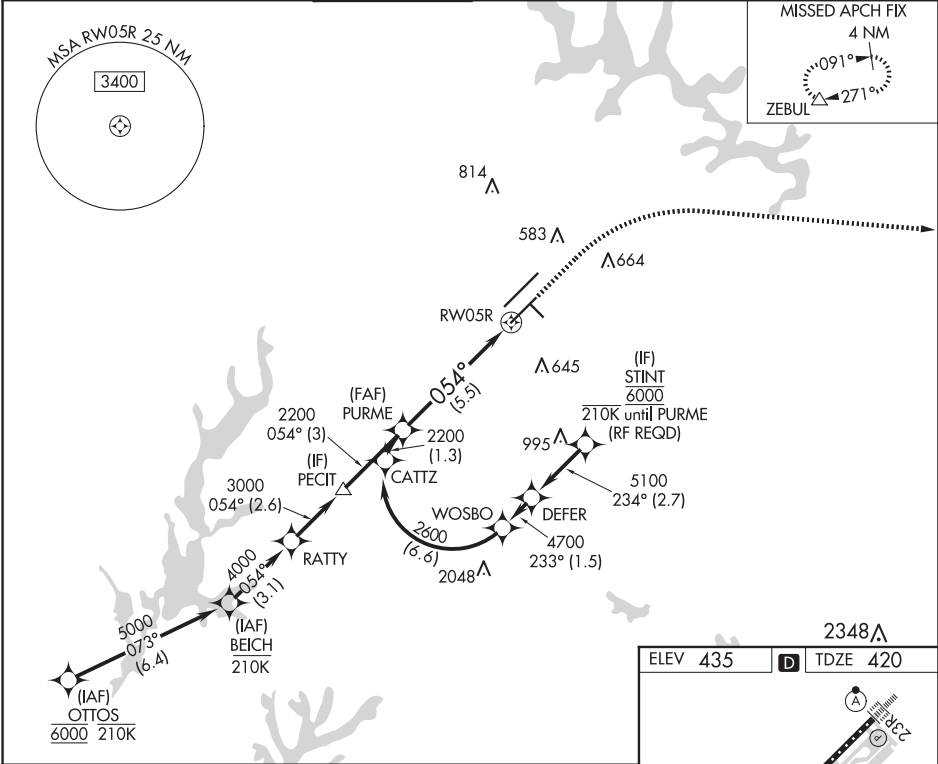 MSA RW05R 25 NM
3400
MISSED APCH FIX
4 NM
091°
271°
ZEBUL
814
583
664
RW05R
645
054°
(5.5)
(FAF)
PURME
2200
054° (3)
2200
(1.3)
(IF)
PECIT
CATTZ
3000
054° (2.6)
RATTY
(IF)
STINT
6000
210K until PURME
(RF REQD)
995
5100
234° (2.7)
WOSBO
DEFER
4700
233° (1.5)
2600
(6.6)
2048
4000
054°
(3.1)
(IAF)
BEICH
210K
5000
073°
(6.4)
(IAF)
OTTOS
6000 210K
2348
ELEV 435 D TDZE 420
A
23R
P